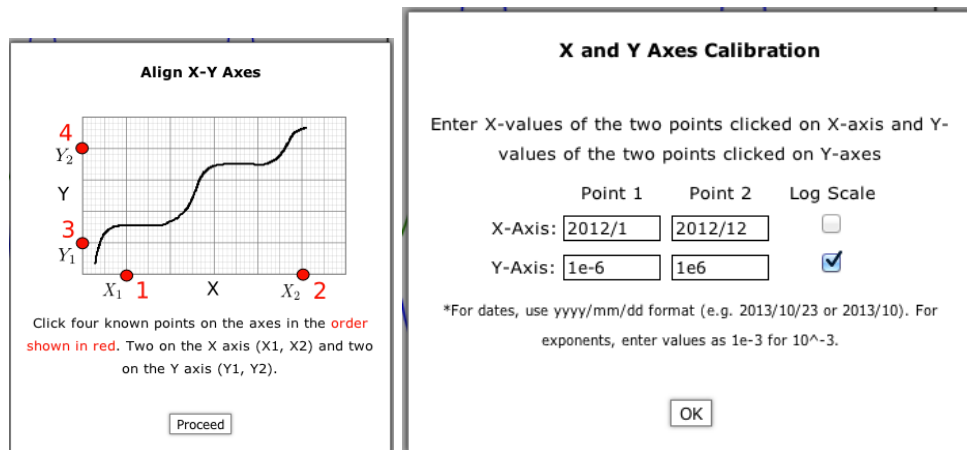 Align X-Y Axes
4
Y2
Y
3
Y1
X1 1 X X2 2
Click four known points on the axes in the order
shown in red. Two on the X axis (X1, X2) and two
on the Y axis (Y1, Y2).
Proceed
X and Y Axes Calibration
Enter X-values of the two points clicked on X-axis and Y-
values of the two points clicked on Y-axes
Point 1 Point 2 Log Scale
X-Axis: 2012/1 2012/12
Y-Axis: 1e-6 1e6
*For dates, use yyyy/mm/dd format (e.g. 2013/10/23 or 2013/10). For
exponents, enter values as 1e-3 for 10^-3.
OK